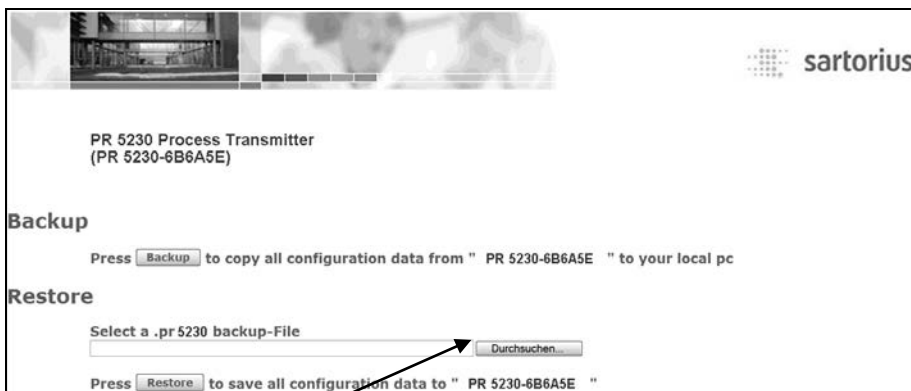 sartorius
PR 5230 Process Transmitter
(PR 5230-6B6A5E)
Backup
Press Backup to copy all configuration data from " PR 5230-6B6A5E " to your local pc
Restore
Select a .pr 5230 backup-File
Durchsuchen...
Press Restore to save all configuration data to " PR 5230-6B6A5E "